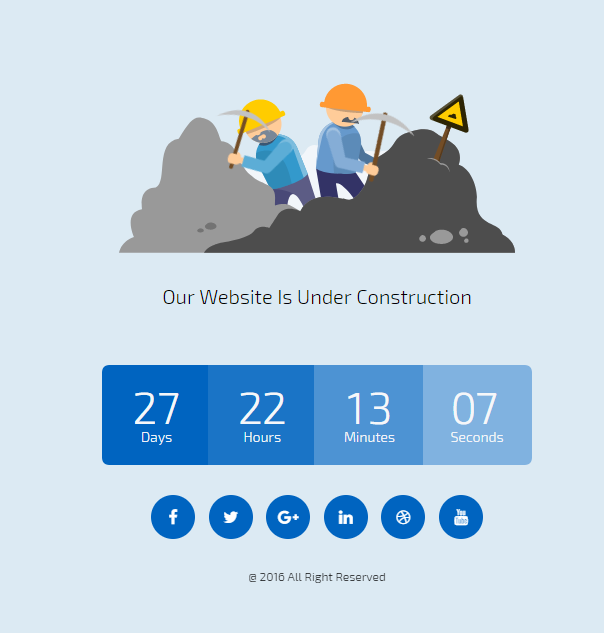 Our Website Is Under Construction
27 22 13 07
Days Hours Minutes Seconds
f G+ in You Tube
@ 2016 All Right Reserved